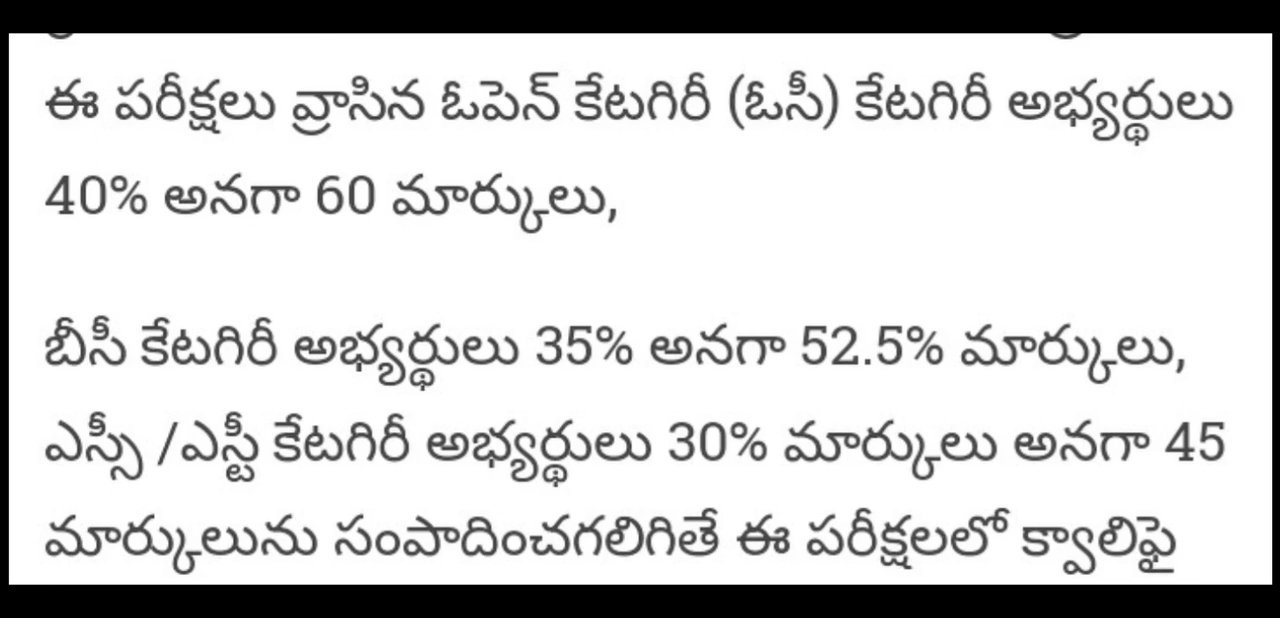 ఈ పరీక్షలు వ్రాసిన ఓపెన్ కేటగిరీ (ఓసీ) కేటగిరీ అభ్యర్థులు
40% అనగా 60 మార్కులు,
బీసీ కేటగిరీ అభ్యర్థులు 35% అనగా 52.5% మార్కులు,
ఎస్సీ /ఎస్టీ కేటగిరీ అభ్యర్థులు 30% మార్కులు అనగా 45
మార్కులును సంపాదించగలిగితే ఈ పరీక్షలలో క్వాలిఫై